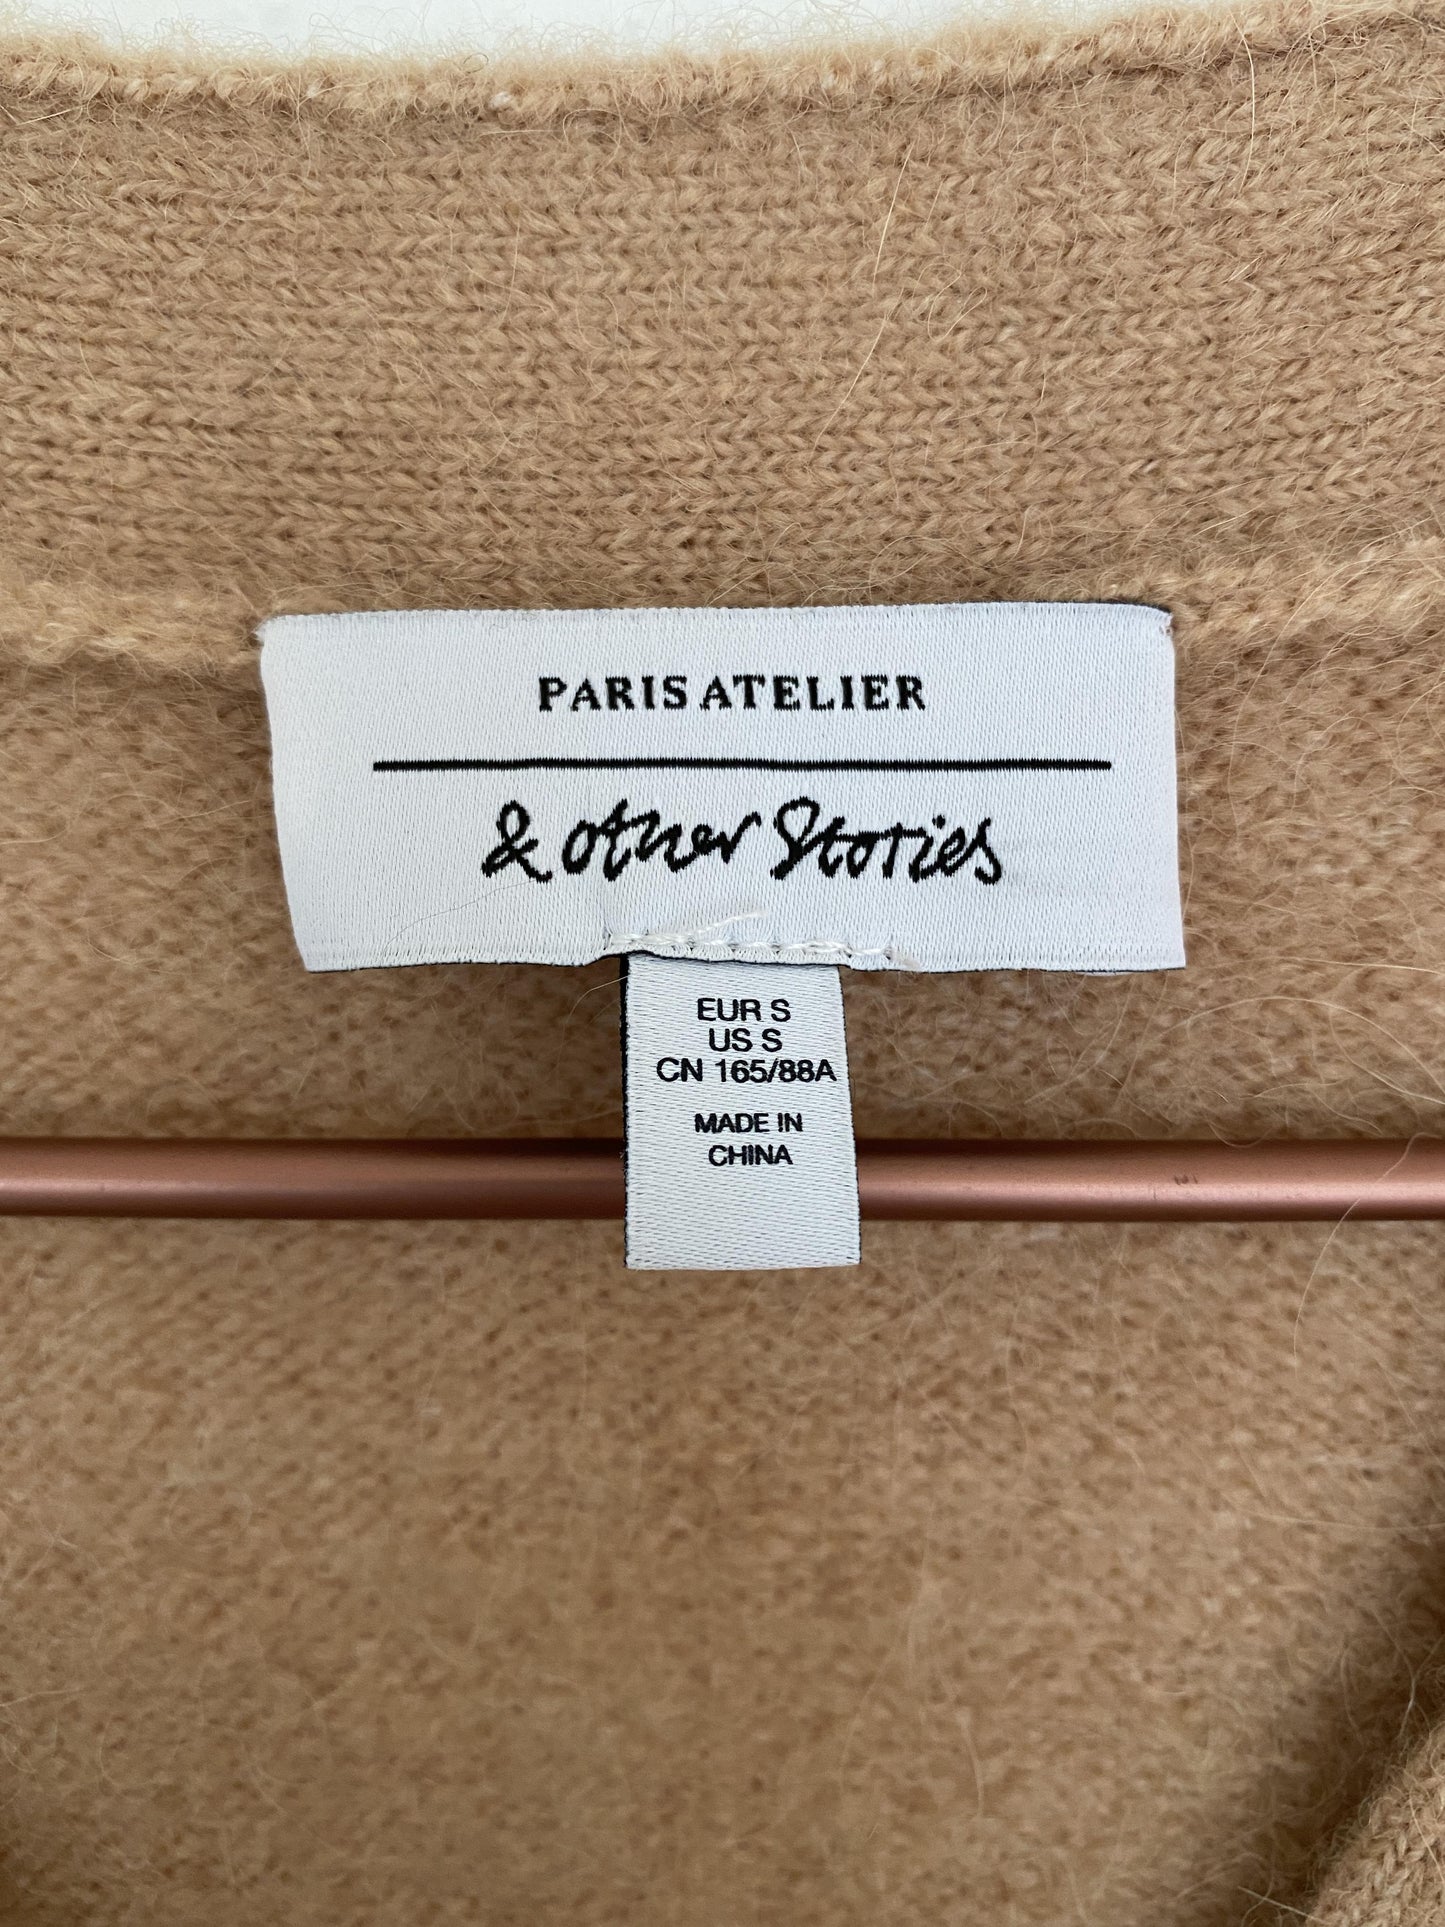 PARIS ATELIER
& other Stories
EUR S
US S
CN 165/88A
MADE IN
CHINA